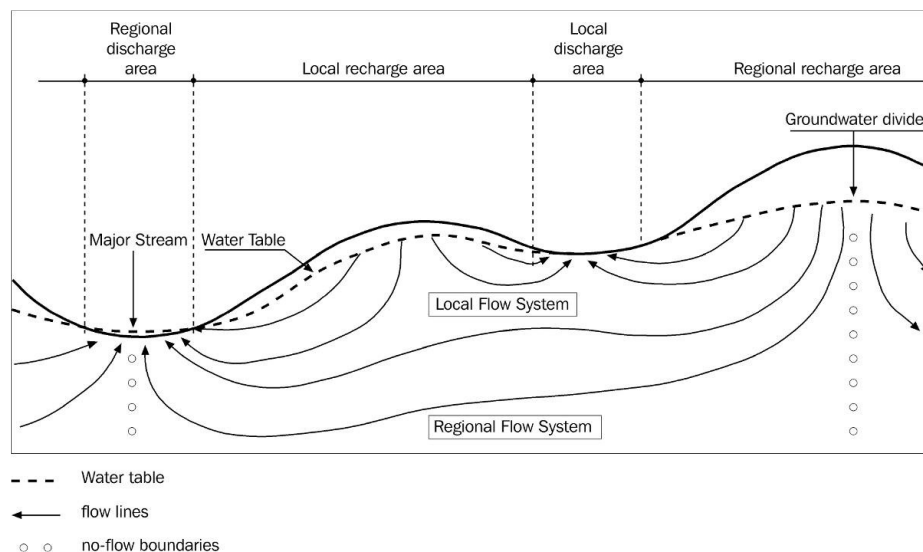 Regional
discharge
area
Local recharge area
Local
discharge
area
Regional recharge area
Groundwater divide
Major Stream
Water Table
Local Flow System
Regional Flow System
Water table
flow lines
no-flow boundaries